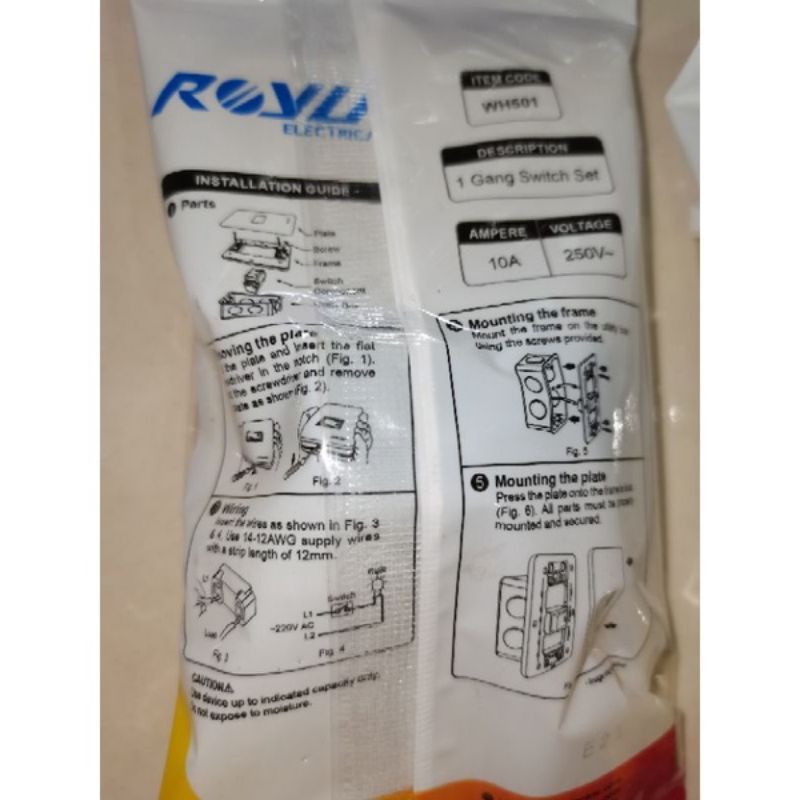 ROYU
ELECTRICA
INSTALLATION GUIDE
Parts
Plate
Screw
Frame
Switch
Component
oving the plate
the plate and insert the flat
driver in the notch (Fig. 1).
the screwdriver and remove
as shown (Fig. 2).
Fig. 1
Fig. 2
Wiring
Insert the wires as shown in Fig. 3
& 4. Use 14-12AWG supply wires
with a strip length of 12mm.
L1
Load
Fig. 3
Switch
L1
~220V AC
L2
Fig. 4
CAUTION
Use device up to indicated capacity only.
Do not expose to moisture.
ITEM CODE
WH501
DESCRIPTION
1 Gang Switch Set
AMPERE VOLTAGE
10A 250V~
Mounting the frame
Mount the frame on the utility box
using the screws provided.
Fig. 5
5 Mounting the plate
Press the plate onto the frame
(Fig. 6). All parts must be
mounted and secured.